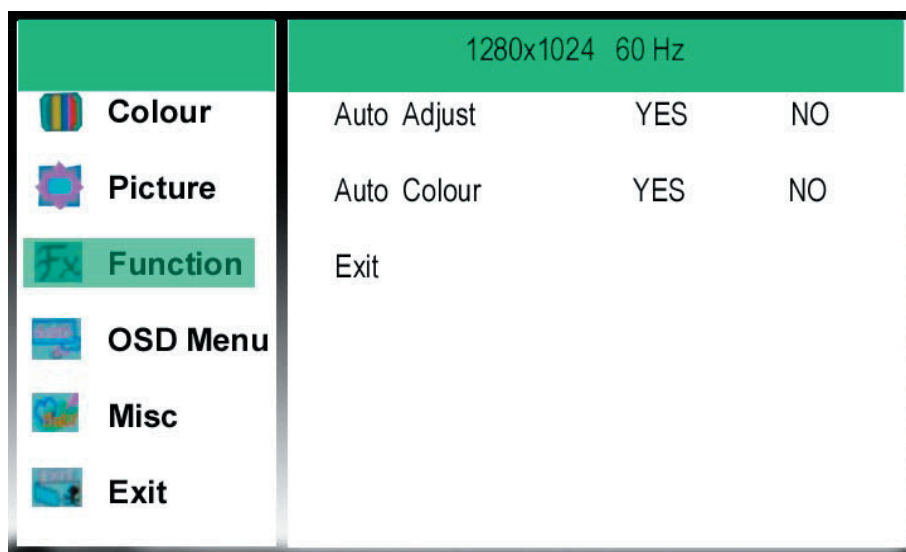 1280x1024 60 Hz
Colour
Picture
Fx Function
OSD Menu
Misc
Exit
Auto Adjust YES NO
Auto Colour YES NO
Exit